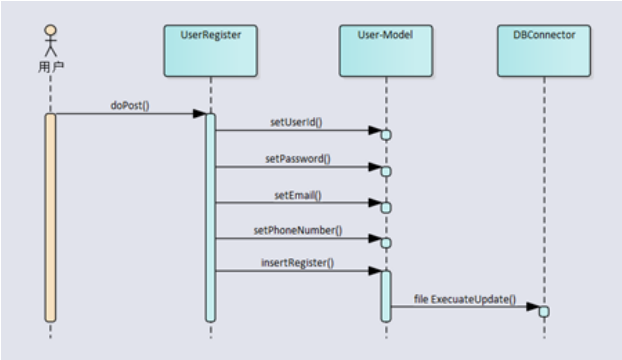 UserRegister
User-Model
DBConnector
用户
doPost()
setUserId()
setPassword()
setEmail()
setPhoneNumber()
insertRegister()
file ExecuateUpdate()